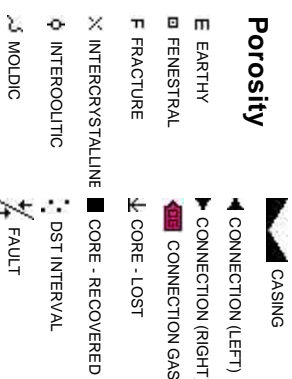 Porosity
E EARTHY
FENESTRAL
F FRACTURE
X INTERCRYSTALLINE
INTEROOLITIC
MOLDIC
CASING
CONNECTION (LEFT)
CONNECTION (RIGHT
CONNECTION GAS
CORE - LOST
CORE - RECOVERED
DST INTERVAL
FAULT